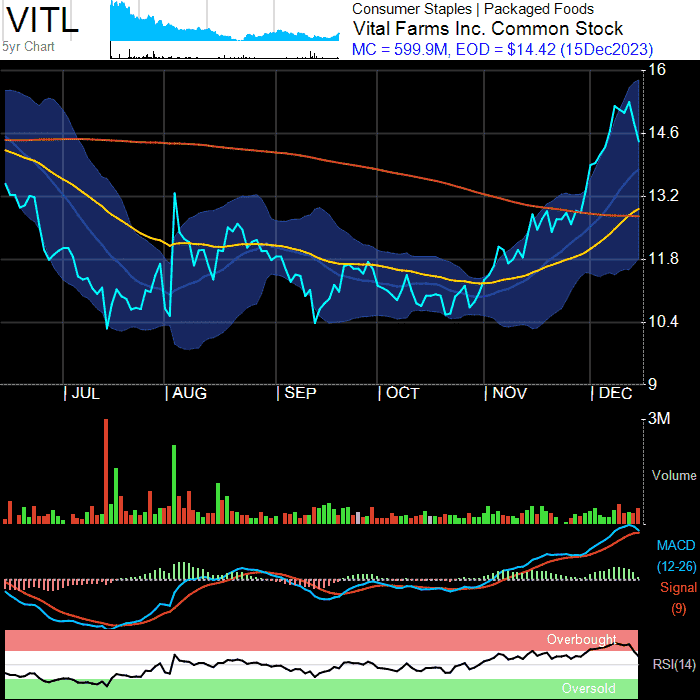 VITL
5yr Chart
Consumer Staples | Packaged Foods
Vital Farms Inc. Common Stock
MC = 599.9M, EOD = $14.42 (15Dec2023)
16
14.6
13.2
11.8
10.4
9
| JUL | AUG | SEP | OCT | NOV | DEC
3M
Volume
MACD
(12-26)
Signal
(9)
Overbought
RSI(14)
Oversold